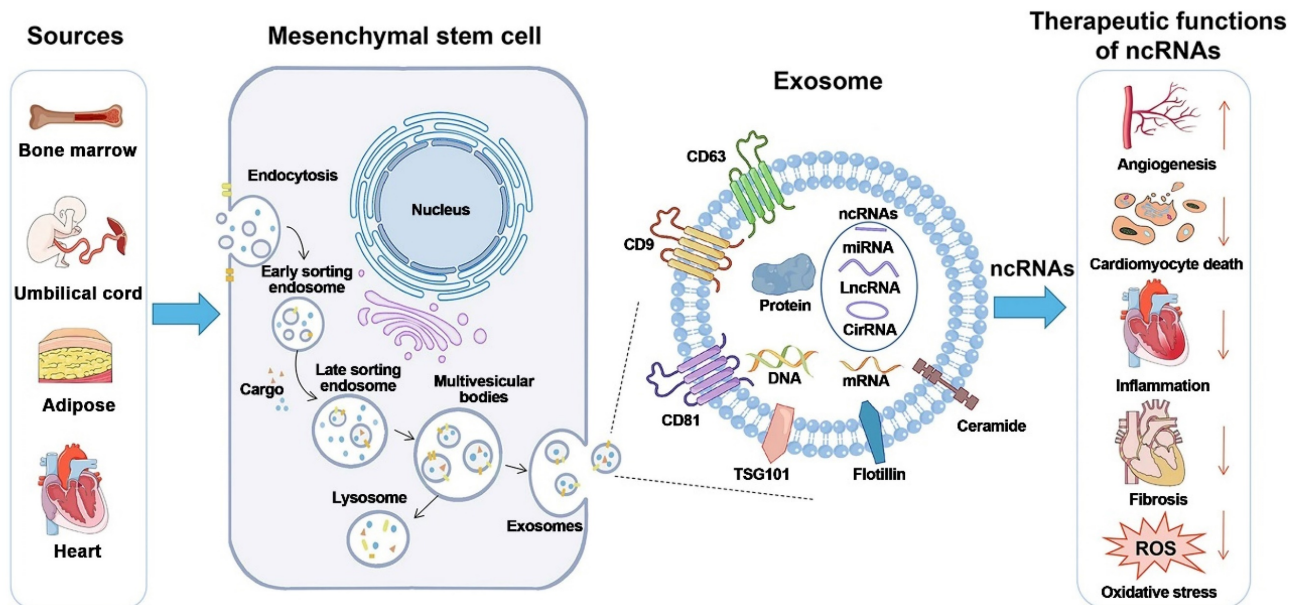 Sources
Bone marrow
Umbilical cord
Adipose
Heart
Mesenchymal stem cell
Endocytosis
Nucleus
Early sorting
endosome
Cargo
Late sorting
endosome
Multivesicular
bodies
Lysosome
Exosomes
Exosome
CD63
CD9
CD81
Protein
ncRNAs
miRNA
LncRNA
CirRNA
DNA
mRNA
TSG101
Flotillin
Ceramide
ncRNAs
Therapeutic functions
of ncRNAs
Angiogenesis
Cardiomyocyte death
Inflammation
Fibrosis
ROS
Oxidative stress